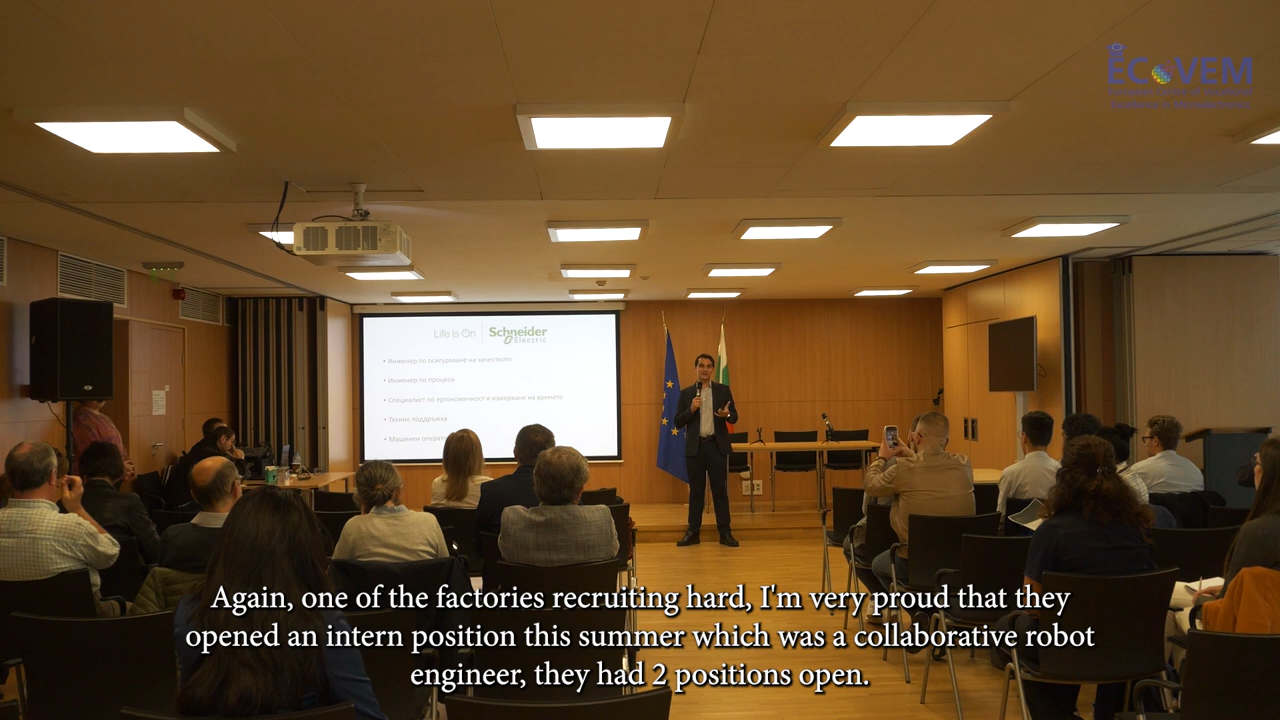 ECOVEM
Life Is On | Schneider Electric
• Инженер по осигуряване на качеството
• Инженер по процеси
• Специалист по ергономичност и измерване на времето
• Техник поддръжка
• Машинен
Again, one of the factories recruiting hard, I'm very proud that they
opened an intern position this summer which was a collaborative robot
engineer, they had 2 positions open.